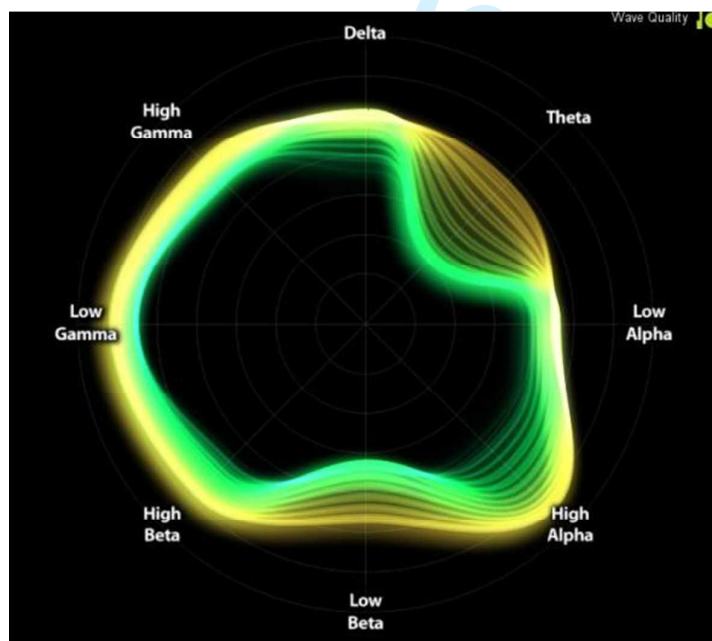 Wave Quality
Delta
High
Gamma
Theta
Low
Gamma
Low
Alpha
High
Beta
High
Alpha
Low
Beta